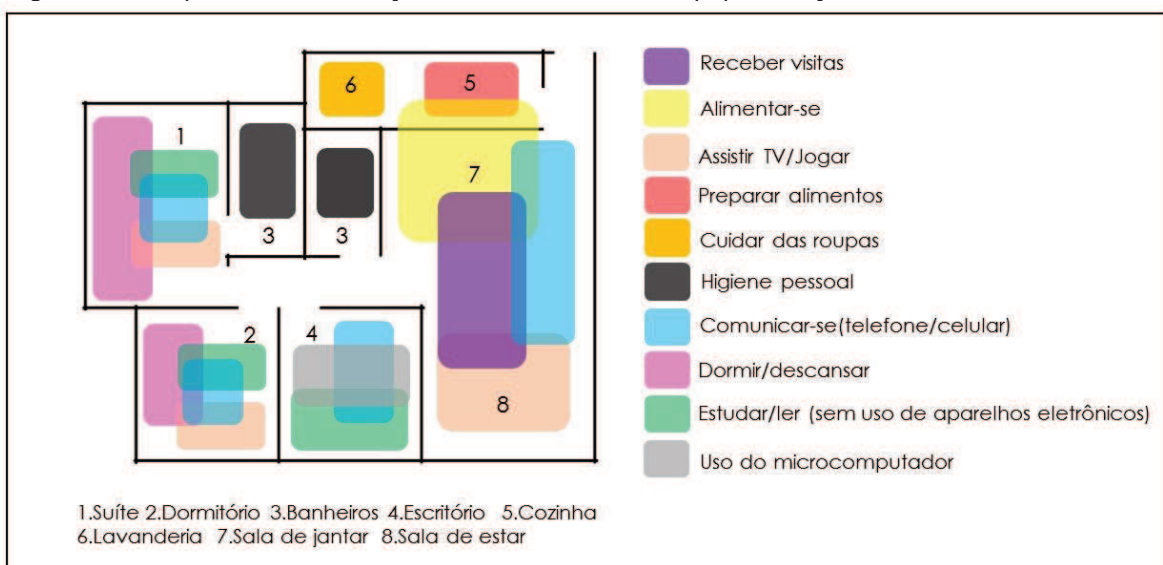 6
5
Receber visitas
Alimentar-se
1
Assistir TV/Jogar
7
Preparar alimentos
Cuidar das roupas
3
3
Higiene pessoal
Comunicar-se(telefone/celular)
2
4
Dormir/descansar
8
Estudar/ler (sem uso de aparelhos eletrônicos)
Uso do microcomputador
1.Suíte 2.Dormitório 3.Banheiros 4.Escritório 5.Cozinha
6.Lavanderia 7.Sala de jantar 8.Sala de estar